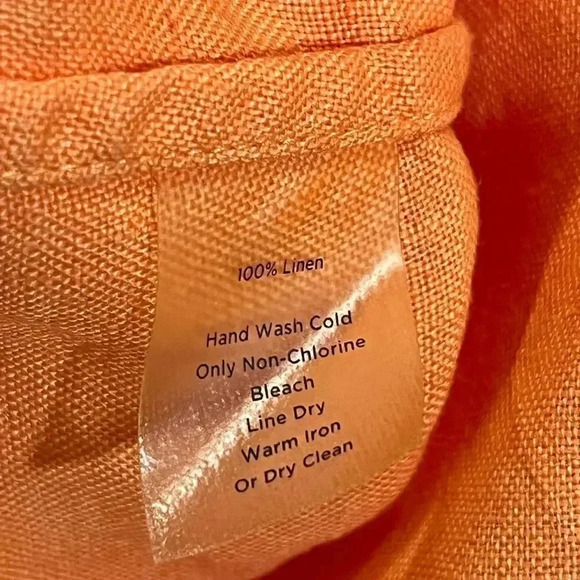 100% Linen
Hand Wash Cold
Only Non-Chlorine
Bleach
Line Dry
Warm Iron
Or Dry Clean